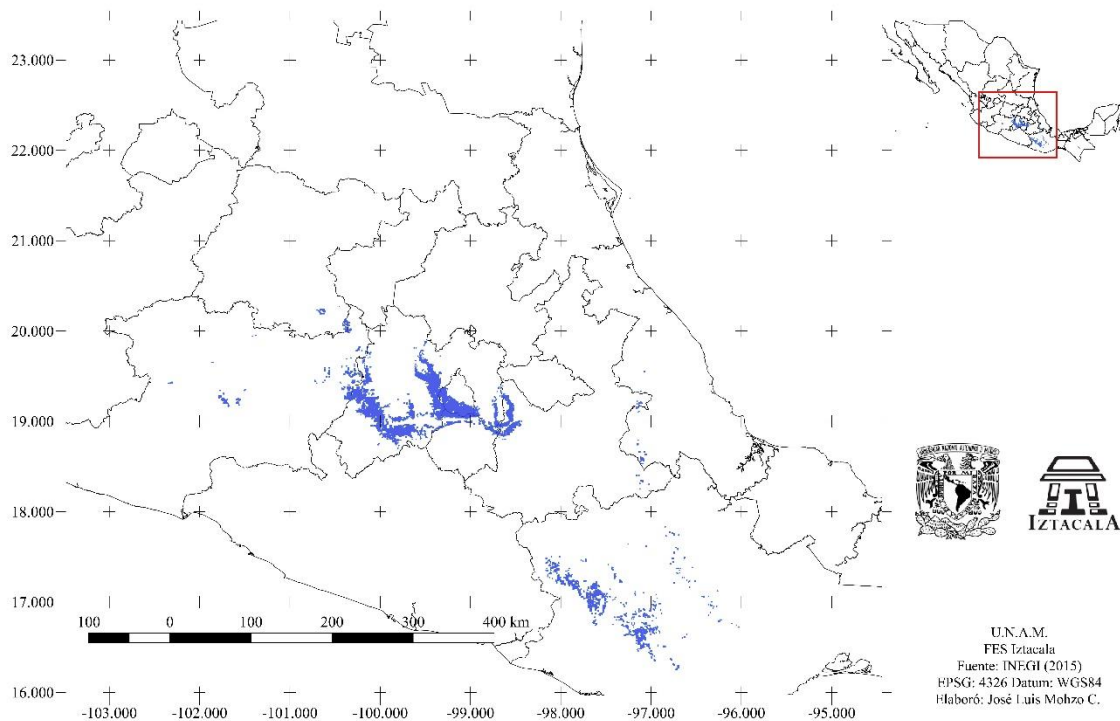 23.000
22.000
21.000
20.000
19.000
18.000
17.000
16.000
100 0 100 200 300 400 km
-103.000 -102.000 -101.000 -100.000 -99.000 -98.000 -97.000 -96.000 -95.000
IZTACALA
U.N.A.M.
FES Iztacala
Fuente: INEGI (2015)
EPSG: 4326 Datum: WGS84
Elaboró: José Luis Mohzo C.